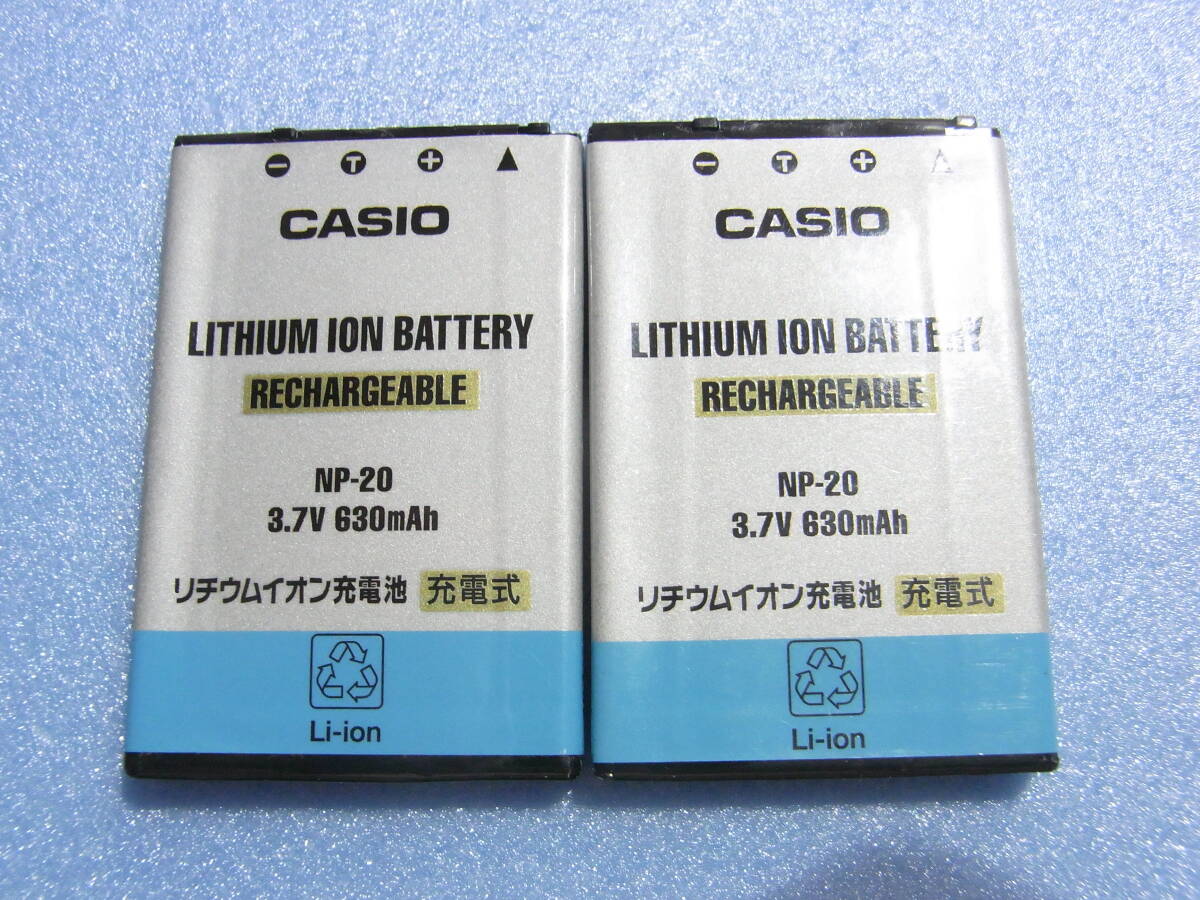 − T + ▲
CASIO
LITHIUM ION BATTERY
RECHARGEABLE
NP-20
3.7V 630mAh
リチウムイオン充電池 充電式
Li-ion
− T + △
CASIO
LITHIUM ION BATTERY
RECHARGEABLE
NP-20
3.7V 630mAh
リチウムイオン充電池 充電式
Li-ion